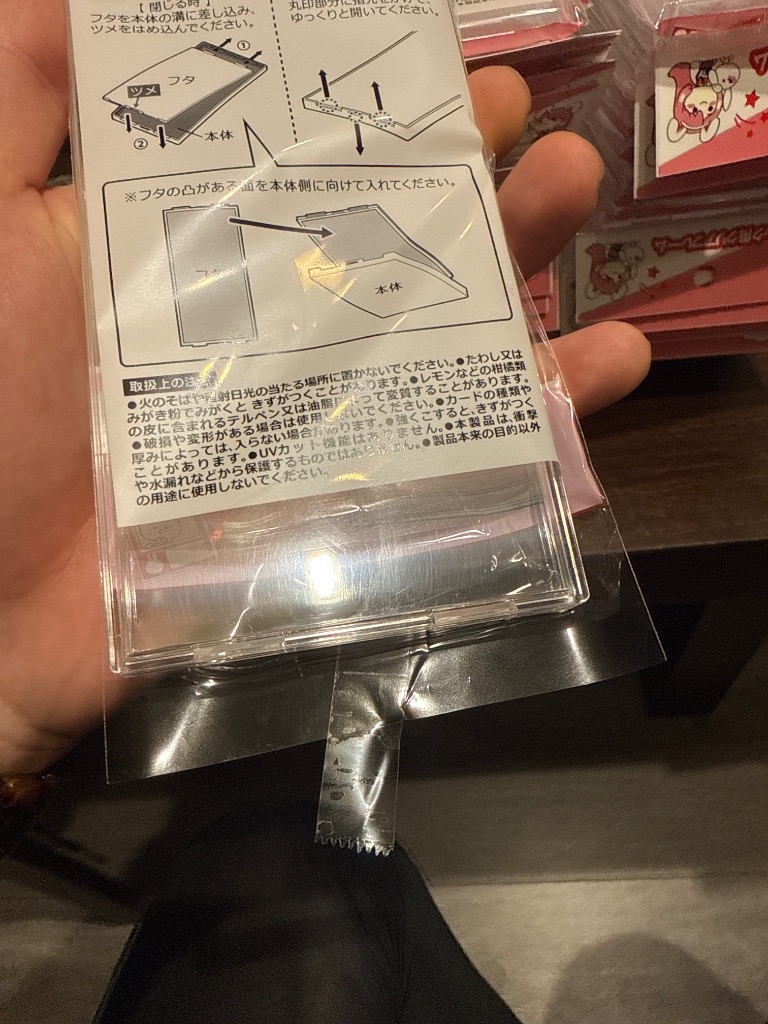 【 閉じる時 】
フタを本体の溝に差し込み、
ツメをはめ込んでください。
ゆっくりと開いてください。
①
フタ
ツメ
本体
②
※フタの凸がある面を本体側に向けて入れてください。
フタ
本体
取扱上の注意
●火のそばや直射日光の当たる場所に置かないでください。●たわし又は
みがき粉でみがくと きずがつくことがあります。●レモンなどの柑橘類
の皮に含まれるテルペン又は油脂によって変質することがあります。
●破損や変形がある場合は使用しないでください。●カードの種類や
厚みによっては、入らない場合があります。●強くこすると、きずがつく
ことがあります。●UVカット機能はありません。●本製品は、衝撃
や水漏れなどから保護するものではありません。●製品本来の目的以外
の用途に使用しないでください。